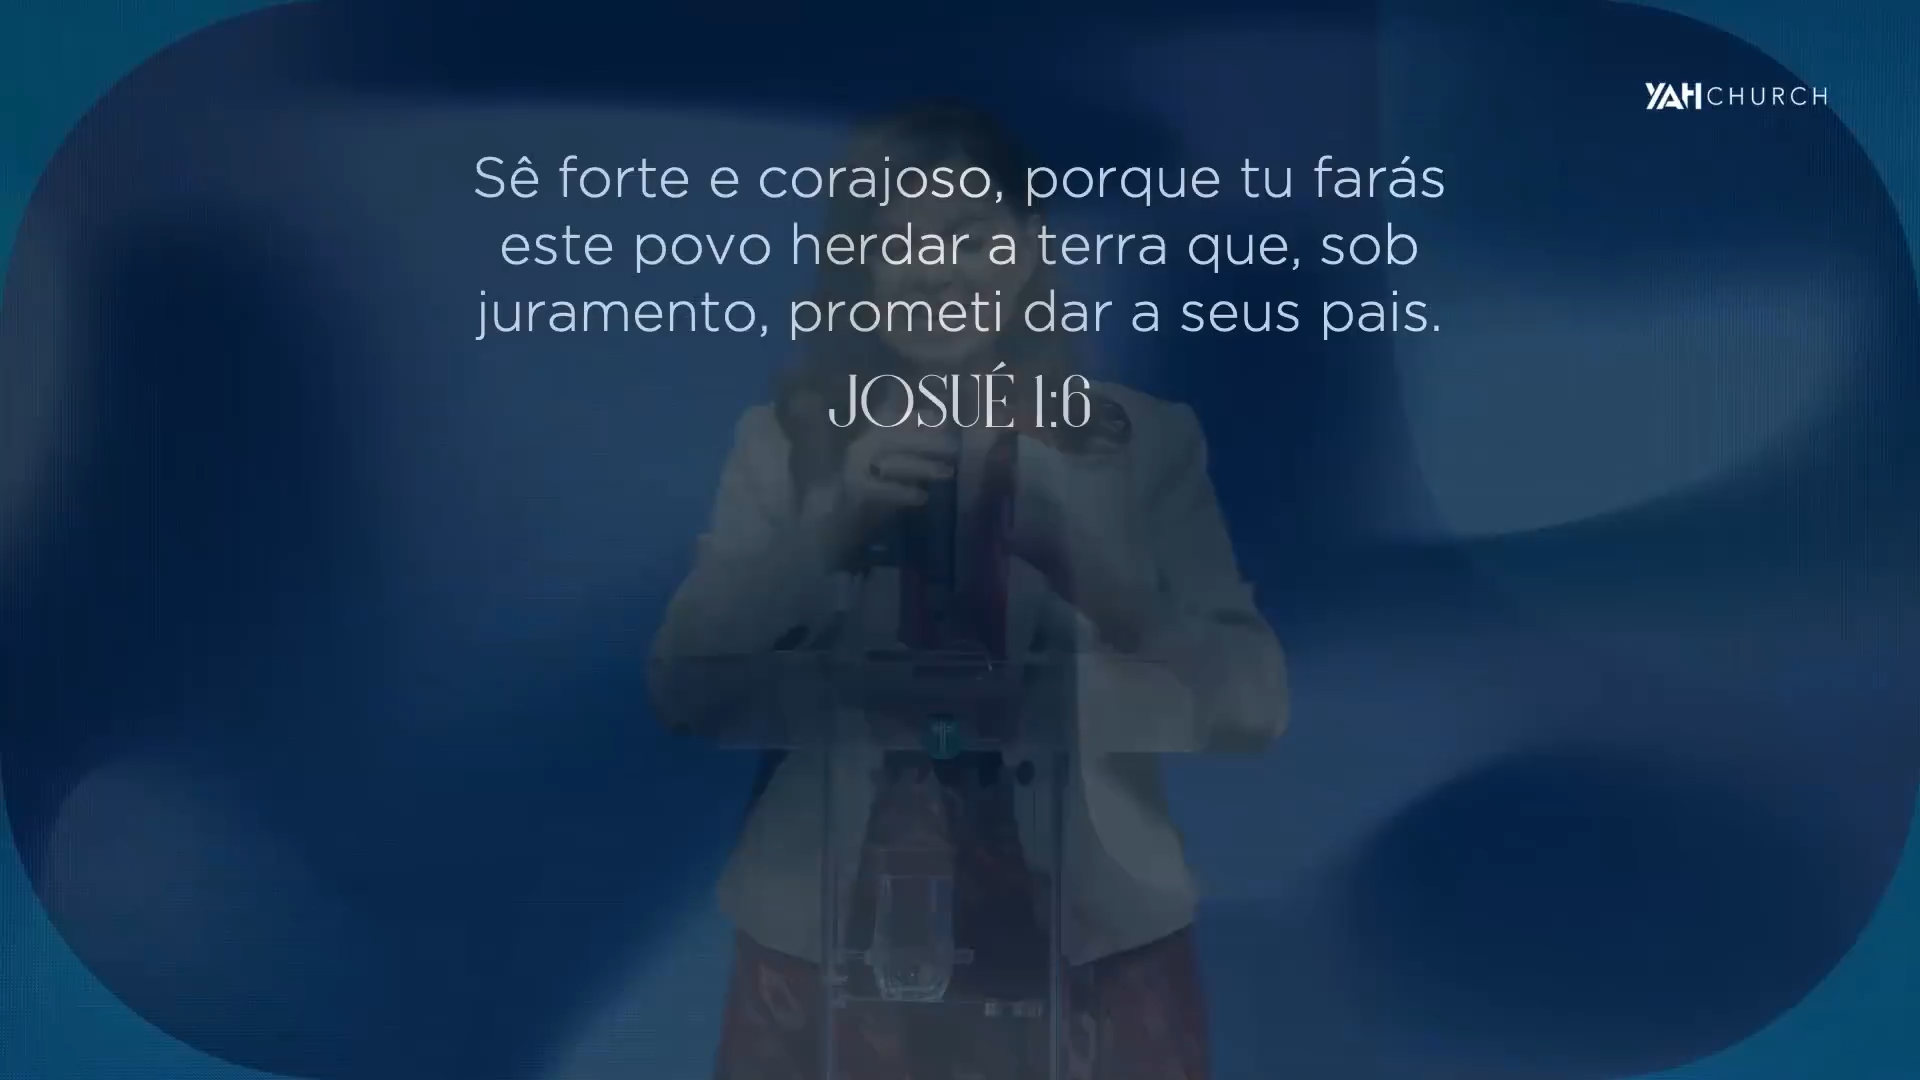 YAH CHURCH
Sê forte e corajoso, porque tu farás
este povo herdar a terra que, sob
juramento, prometi dar a seus pais.
JOSUÉ 1:6